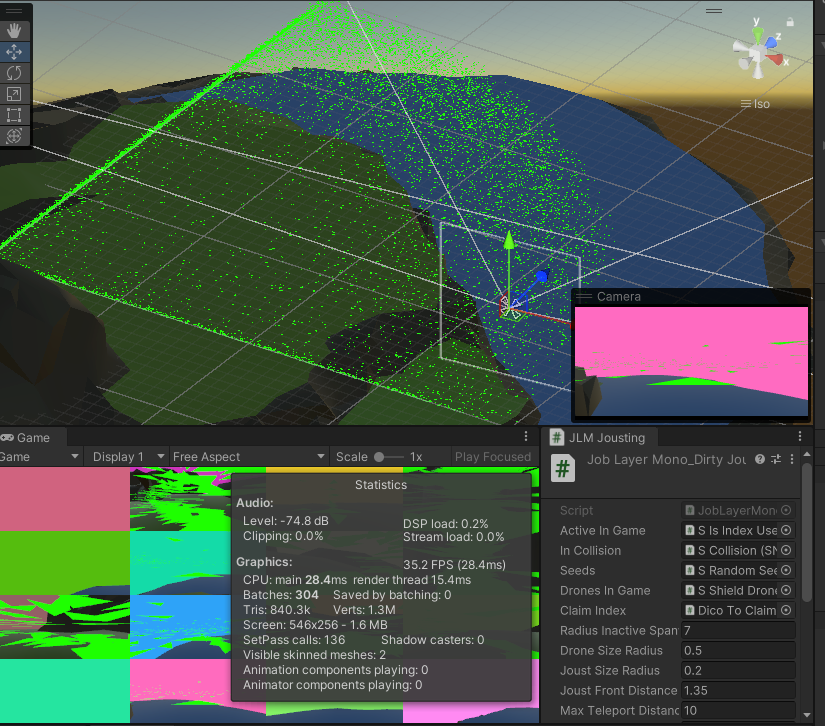 y
z
x
Iso
Camera
Game
JLM Jousting
Game
Display 1
Free Aspect
Scale
1x
Play Focused
Job Layer Mono_Dirty Jou
Statistics
Audio:
Level: -74.8 dB
DSP load: 0.2%
Clipping: 0.0%
Stream load: 0.0%
Graphics:
35.2 FPS (28.4ms)
CPU: main 28.4ms render thread 15.4ms
Batches: 304 Saved by batching: 0
Tris: 840.3k Verts: 1.3M
Screen: 546x256 - 1.6 MB
SetPass calls: 136 Shadow casters: 0
Visible skinned meshes: 2
Animation components playing: 0
Animator components playing: 0
Script JobLayerMon
Active In Game S Is Index Use
In Collision S Collision (SN
Seeds S Random See
Drones In Game S Shield Drone
Claim Index Dico To Claim
Radius Inactive Span 7
Drone Size Radius 0.5
Joust Size Radius 0.2
Joust Front Distance 1.35
Max Teleport Distanc 10